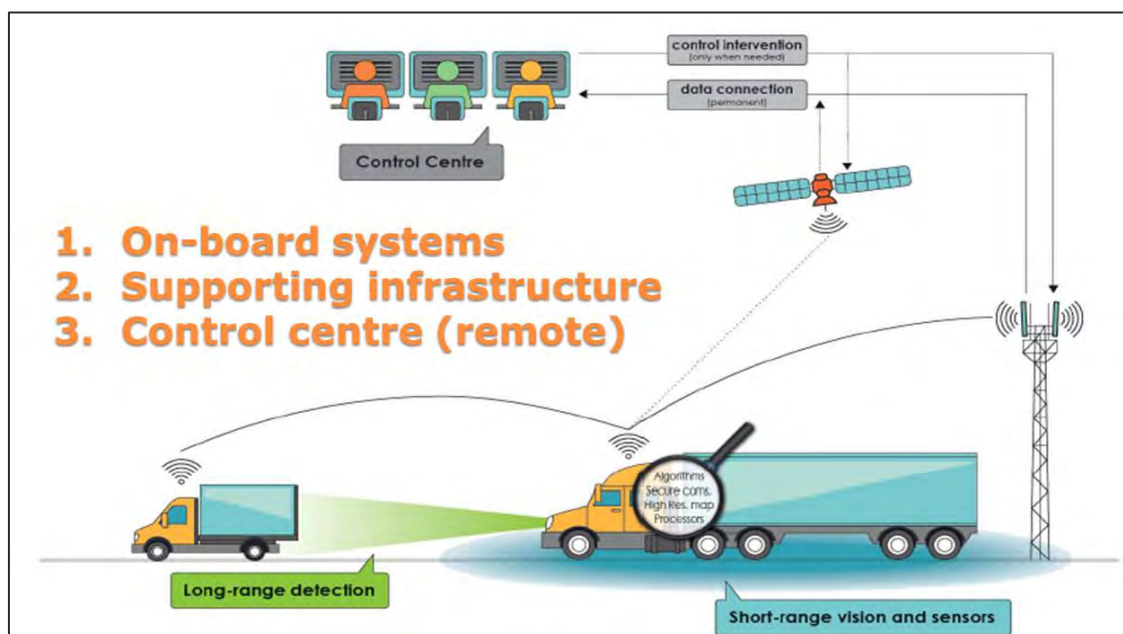 control intervention
(only when needed)
data connection
(permanent)
Control Centre
1. On-board systems
2. Supporting infrastructure
3. Control centre (remote)
Algorithms
Secure coms.
High Res. map
Processors
Long-range detection
Short-range vision and sensors